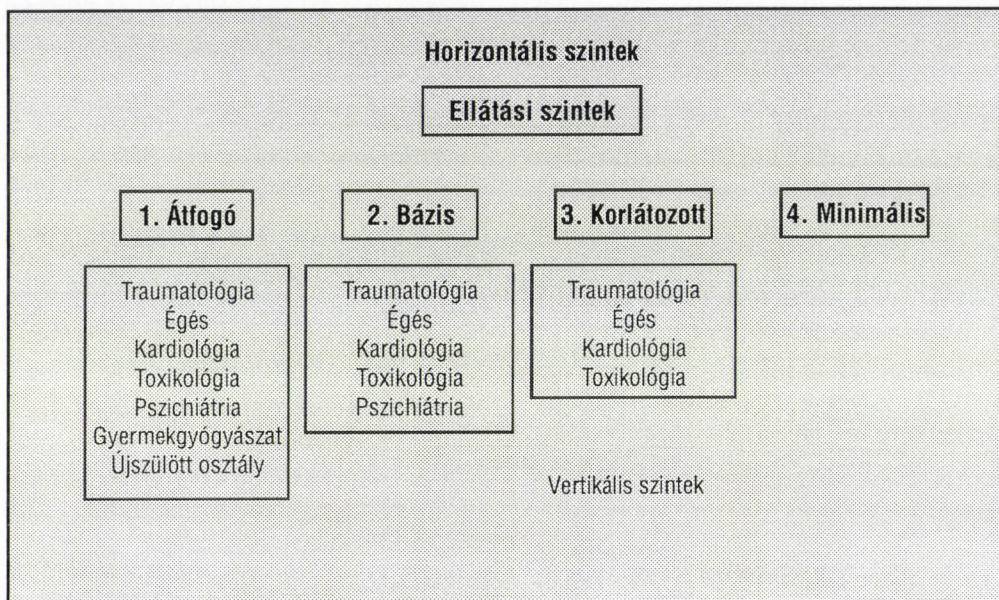 Horizontális szintek
Ellátási szintek
1. Átfogó
2. Bázis
3. Korlátozott
4. Minimális
Traumatológia
Égés
Kardiológia
Toxikológia
Pszichiátria
Gyermekgyógyászat
Újszülött osztály
Traumatológia
Égés
Kardiológia
Toxikológia
Pszichiátria
Traumatológia
Égés
Kardiológia
Toxikológia
Vertikális szintek